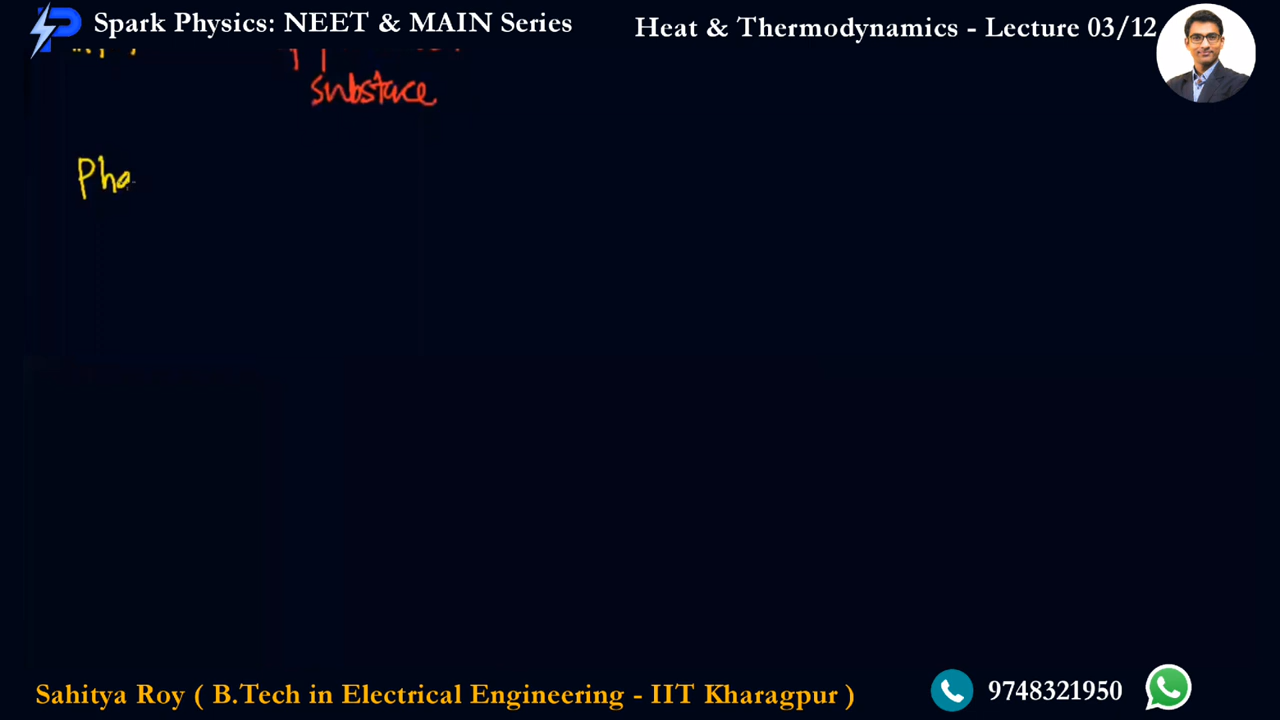 Spark Physics: NEET & MAIN Series
Heat & Thermodynamics - Lecture 03/12
substace
Pha
Sahitya Roy ( B.Tech in Electrical Engineering - IIT Kharagpur )
9748321950